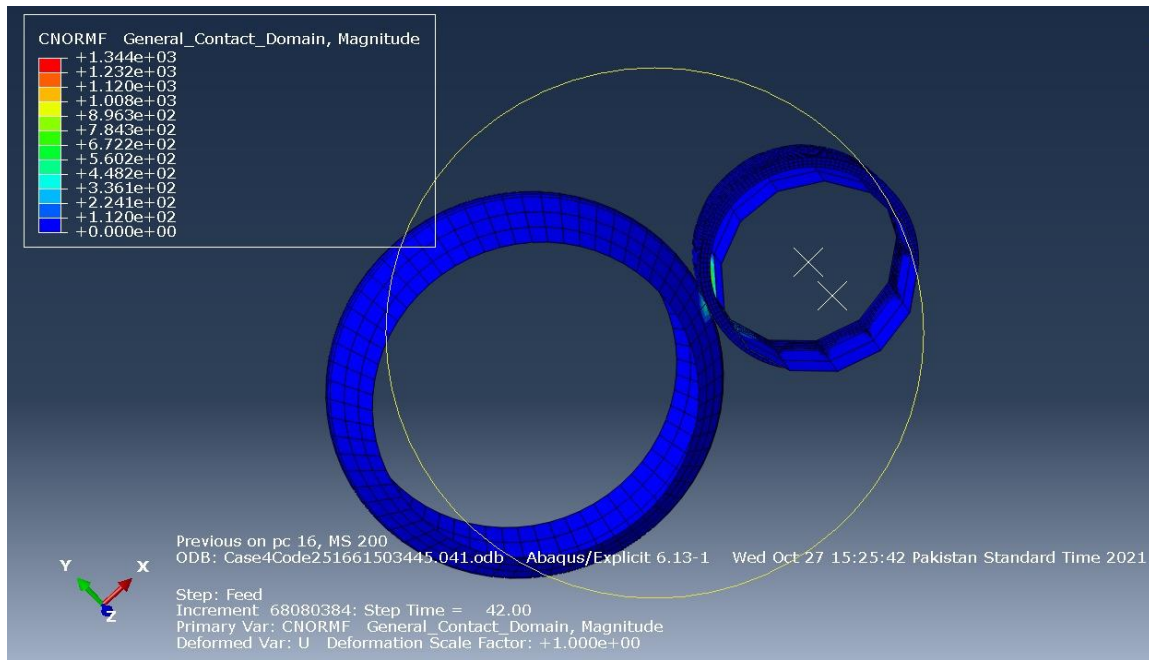 CNORMF General_Contact_Domain, Magnitude
+1.344e+03
+1.232e+03
+1.120e+03
+1.008e+03
+8.963e+02
+7.843e+02
+6.722e+02
+5.602e+02
+4.482e+02
+3.361e+02
+2.241e+02
+1.120e+02
+0.000e+00
Previous on pc 16, MS 200
ODB: Case4Code251661503445.041.odb Abaqus/Explicit 6.13-1 Wed Oct 27 15:25:42 Pakistan Standard Time 2021
Y
X
Z
Step: Feed
Increment 68080384: Step Time = 42.00
Primary Var: CNORMF General_Contact_Domain, Magnitude
Deformed Var: U Deformation Scale Factor: +1.000e+00